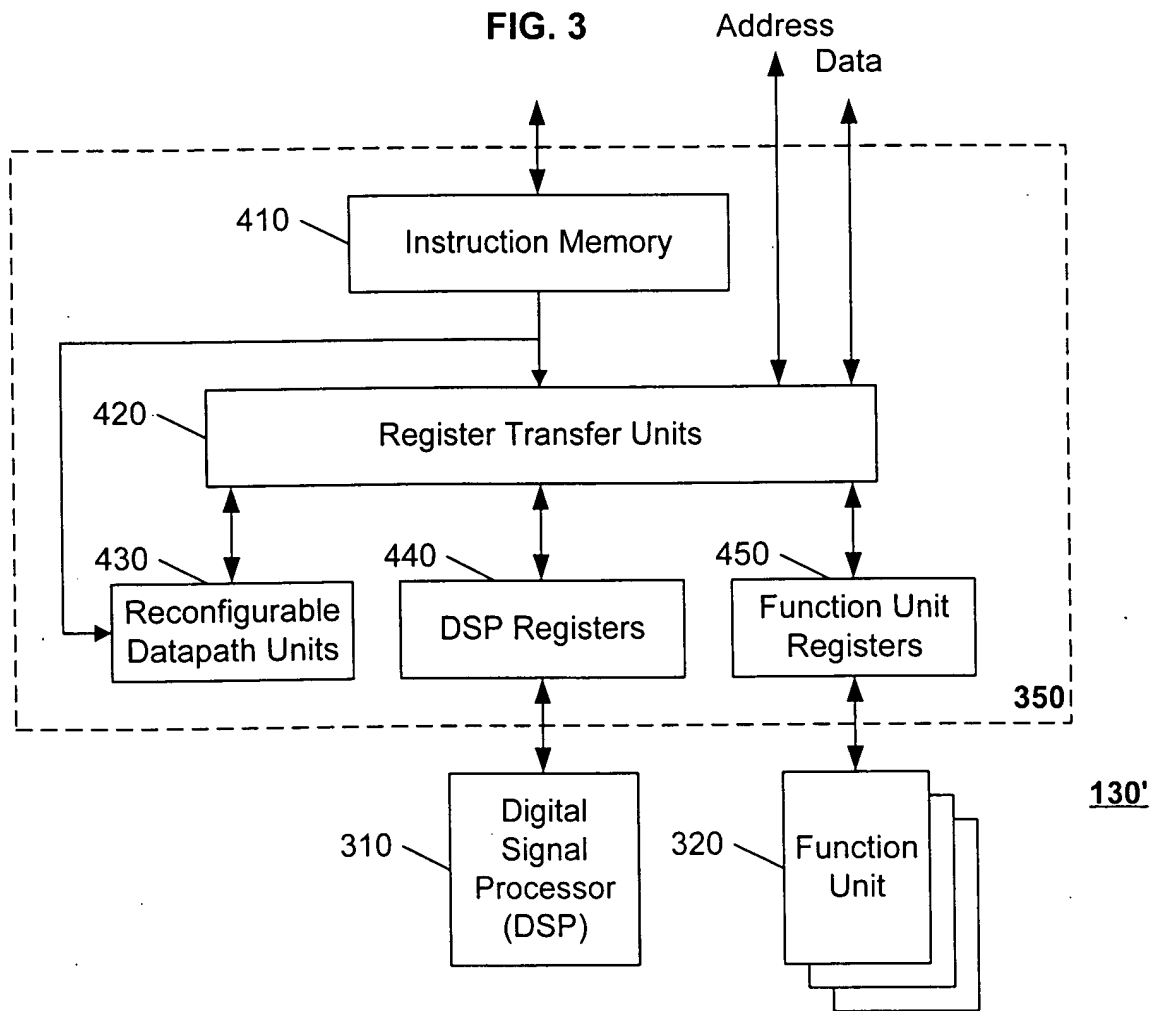 FIG. 3
Address
Data
410
Instruction Memory
420
Register Transfer Units
430
440
450
Reconfigurable
Datapath Units
DSP Registers
Function Unit
Registers
350
130'
310
Digital
Signal
Processor
(DSP)
320
Function
Unit